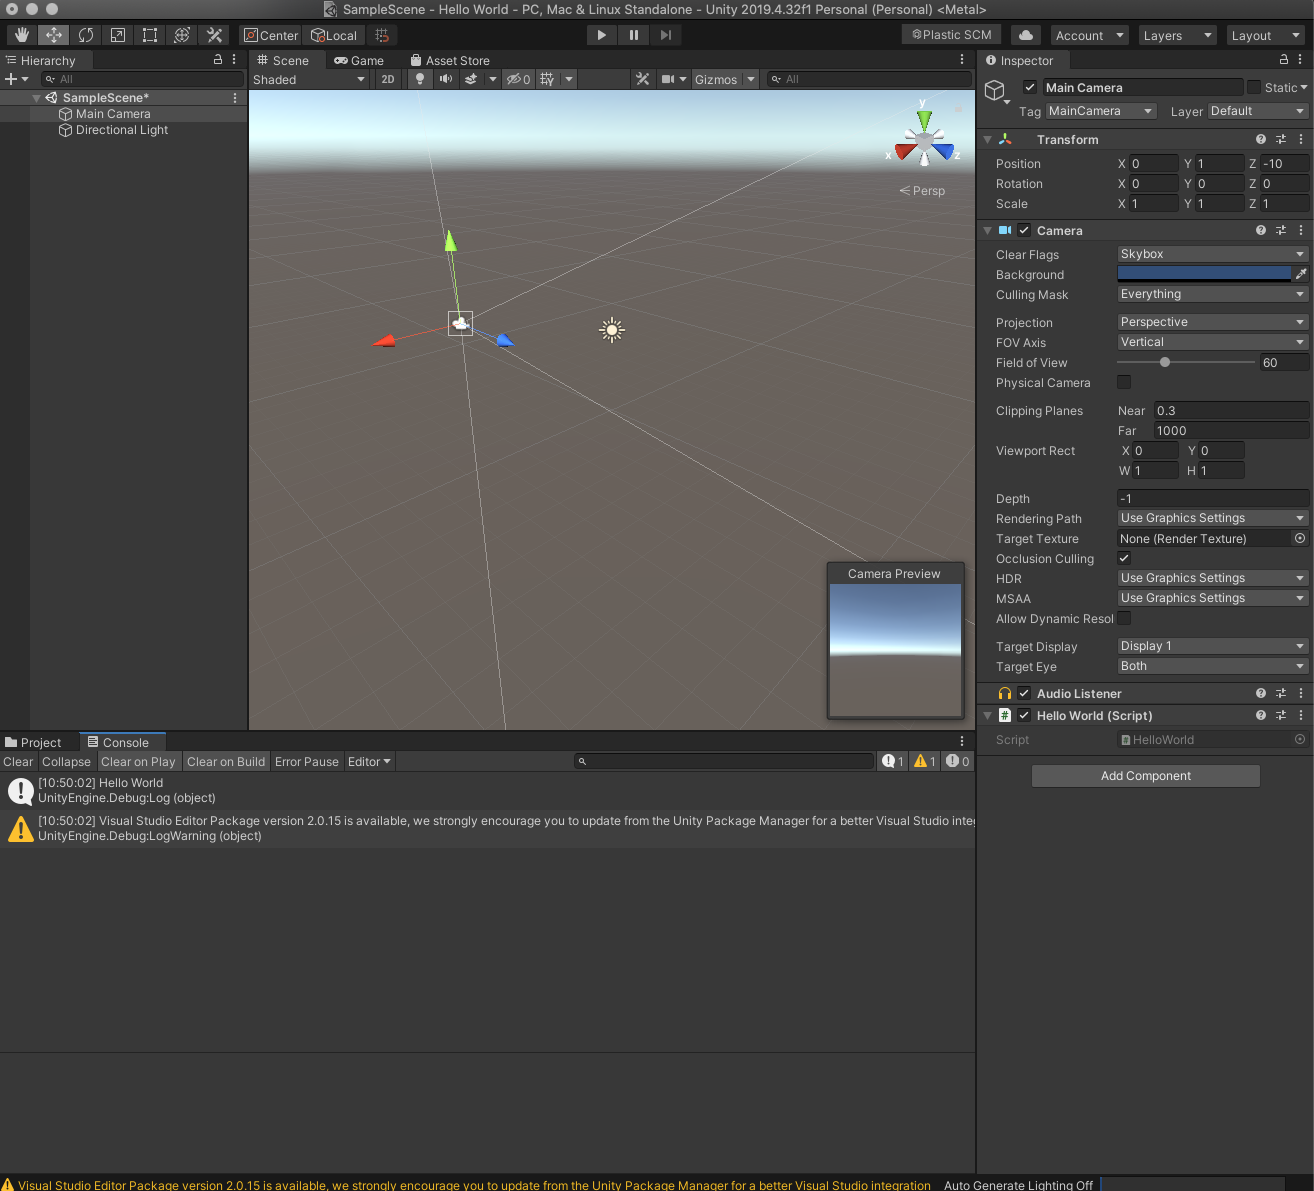 SampleScene - Hello World - PC, Mac & Linux Standalone - Unity 2019.4.32f1 Personal (Personal) <Metal>
Center Local Plastic SCM Account Layers Layout
Hierarchy
All
SampleScene*
Main Camera
Directional Light
Scene Game Asset Store
Shaded 2D 0 Gizmos All
y
x
z
Persp
Camera Preview
Inspector
Main Camera Static
Tag MainCamera Layer Default
Transform
Position X 0 Y 1 Z -10
Rotation X 0 Y 0 Z 0
Scale X 1 Y 1 Z 1
Camera
Clear Flags Skybox
Background
Culling Mask Everything
Projection Perspective
FOV Axis Vertical
Field of View 60
Physical Camera
Clipping Planes Near 0.3
Far 1000
Viewport Rect X 0 Y 0
W 1 H 1
Depth -1
Rendering Path Use Graphics Settings
Target Texture None (Render Texture)
Occlusion Culling
HDR Use Graphics Settings
MSAA Use Graphics Settings
Allow Dynamic Resol
Target Display Display 1
Target Eye Both
Audio Listener
# Hello World (Script)
Script HelloWorld
Add Component
Project Console
Clear Collapse Clear on Play Clear on Build Error Pause Editor 1 1 0
[10:50:02] Hello World
UnityEngine.Debug:Log (object)
[10:50:02] Visual Studio Editor Package version 2.0.15 is available, we strongly encourage you to update from the Unity Package Manager for a better Visual Studio integ
UnityEngine.Debug:LogWarning (object)
Visual Studio Editor Package version 2.0.15 is available, we strongly encourage you to update from the Unity Package Manager for a better Visual Studio integration Auto Generate Lighting Off